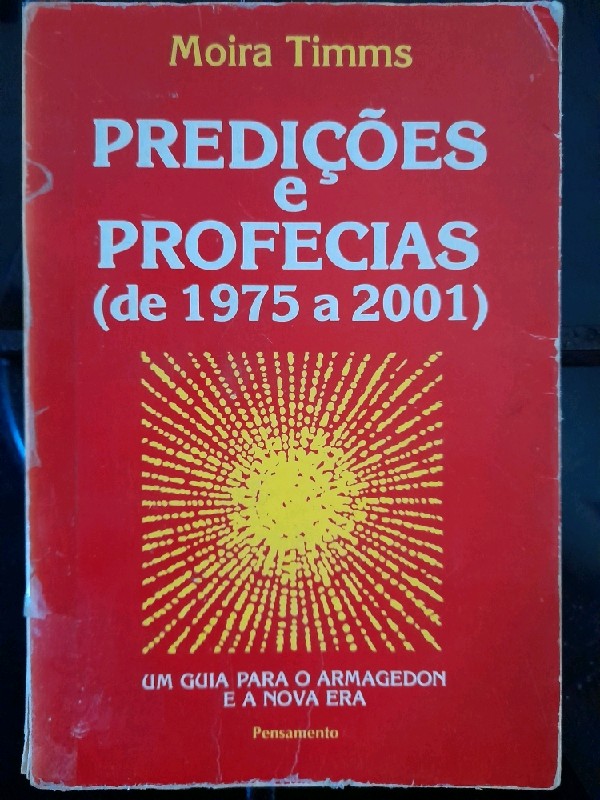 Moira Timms
PREDIÇÕES
e
PROFECIAS
(de 1975 a 2001)
UM GUIA PARA O ARMAGEDON
E A NOVA ERA
Pensamento